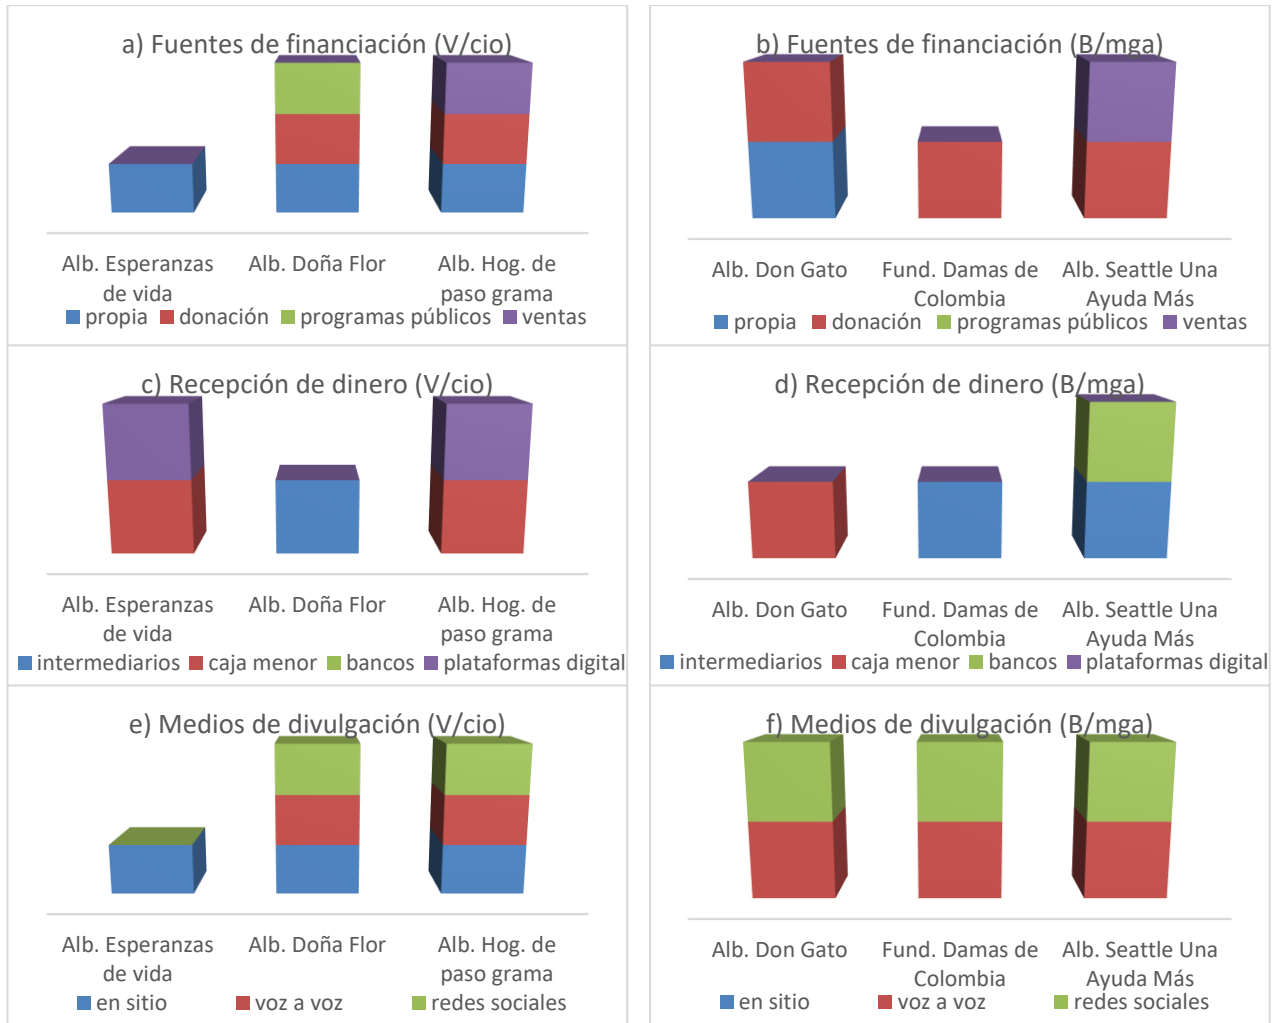 a) Fuentes de financiación (V/cio)
Alb. Esperanzas de vida
Alb. Doña Flor
Alb. Hog. de paso grama
propia donación programas públicos ventas
b) Fuentes de financiación (B/mga)
Alb. Don Gato
Fund. Damas de Colombia
Alb. Seattle Una Ayuda Más
propia donación programas públicos ventas
c) Recepción de dinero (V/cio)
Alb. Esperanzas de vida
Alb. Doña Flor
Alb. Hog. de paso grama
intermediarios caja menor bancos plataformas digital
d) Recepción de dinero (B/mga)
Alb. Don Gato
Fund. Damas de Colombia
Alb. Seattle Una Ayuda Más
intermediarios caja menor bancos plataformas digital
e) Medios de divulgación (V/cio)
Alb. Esperanzas de vida
Alb. Doña Flor
Alb. Hog. de paso grama
en sitio voz a voz redes sociales
f) Medios de divulgación (B/mga)
Alb. Don Gato
Fund. Damas de Colombia
Alb. Seattle Una Ayuda Más
en sitio voz a voz redes sociales